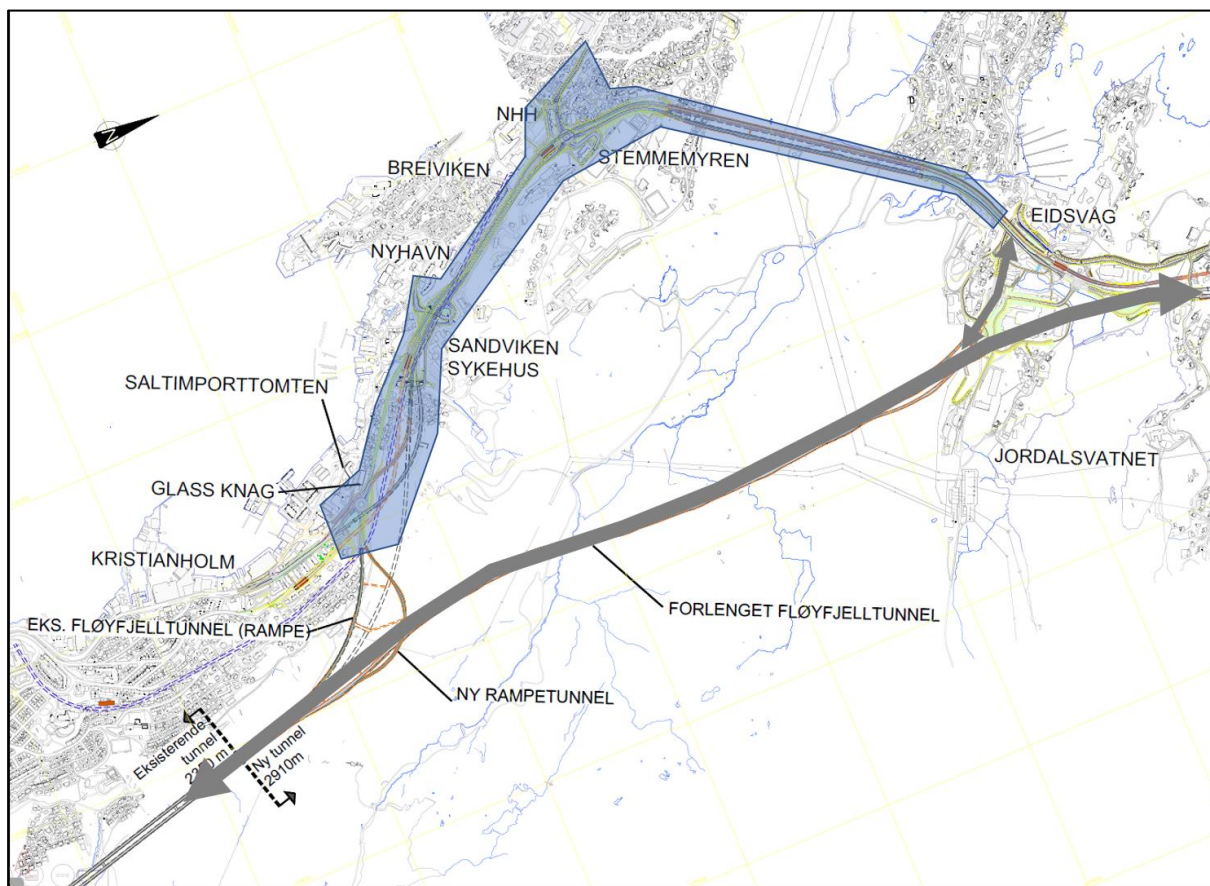 NHH
STEMMEMYREN
BREIVIKEN
EIDSVÅG
NYHAVN
SANDVIKEN
SYKEHUS
SALTIMPORTTOMTEN
JORDALSVATNET
GLASS KNAG
KRISTIANHOLM
EKS. FLØYFJELLTUNNEL (RAMPE)
FORLENGET FLØYFJELLTUNNEL
NY RAMPETUNNEL
Eksisterende
tunnel
m
Ny tunnel
2910m
N